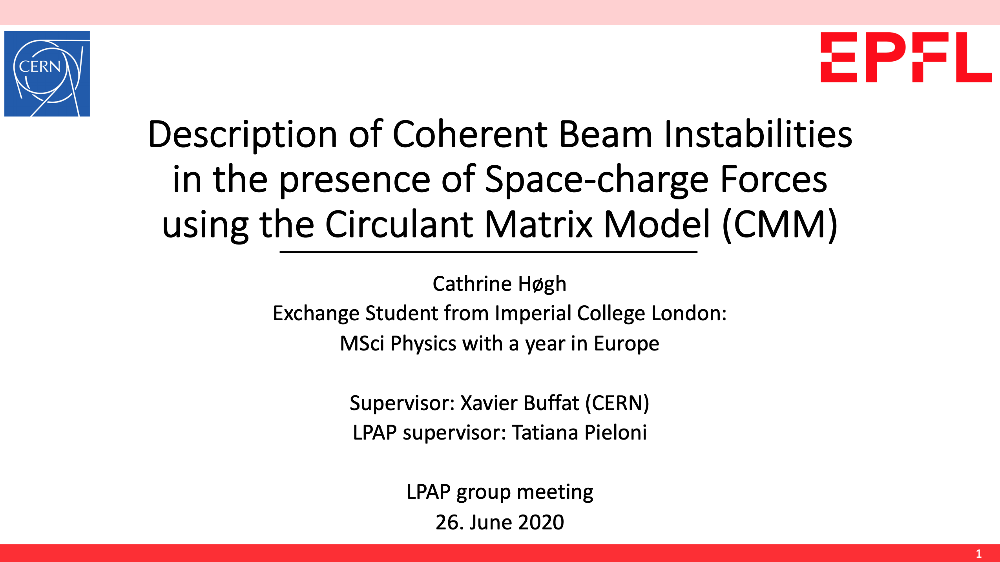 CERN
EPFL
Description of Coherent Beam Instabilities
in the presence of Space-charge Forces
using the Circulant Matrix Model (CMM)
Cathrine Høgh
Exchange Student from Imperial College London:
MSci Physics with a year in Europe
Supervisor: Xavier Buffat (CERN)
LPAP supervisor: Tatiana Pieloni
LPAP group meeting
26. June 2020
1